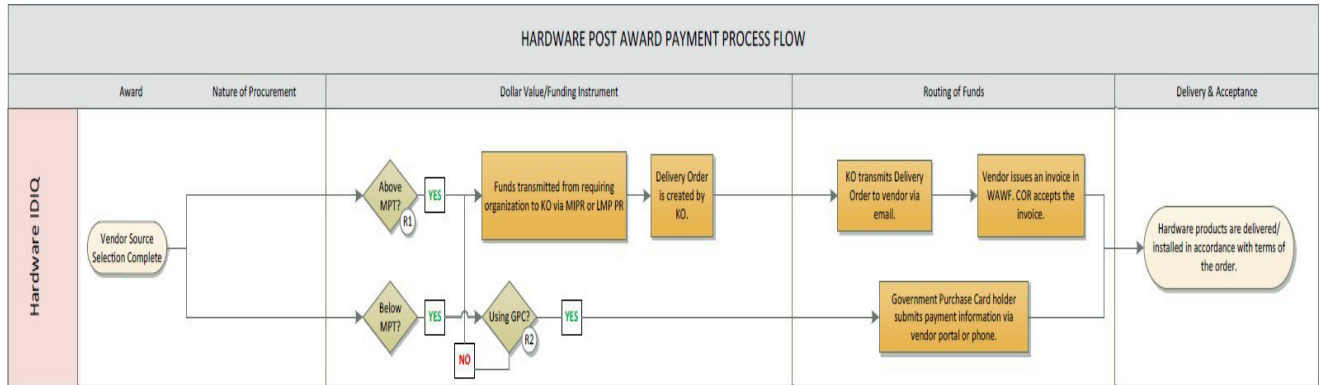 HARDWARE POST AWARD PAYMENT PROCESS FLOW
Award
Nature of Procurement
Dollar Value/Funding Instrument
Routing of Funds
Delivery & Acceptance
Hardware IDIQ
Vendor Source
Selection Complete
Above
MPT?
R1
YES
Funds transmitted from requiring
organization to KO via MIPR or LMP PR
Delivery Order
is created by
KO.
KO transmits Delivery
Order to vendor via
email.
Vendor issues an invoice in
WAWF. COR accepts the
invoice.
Hardware products are delivered/
installed in accordance with terms of
the order.
Below
MPT?
YES
Using GPC?
R2
YES
NO
Government Purchase Card holder
submits payment information via
vendor portal or phone.